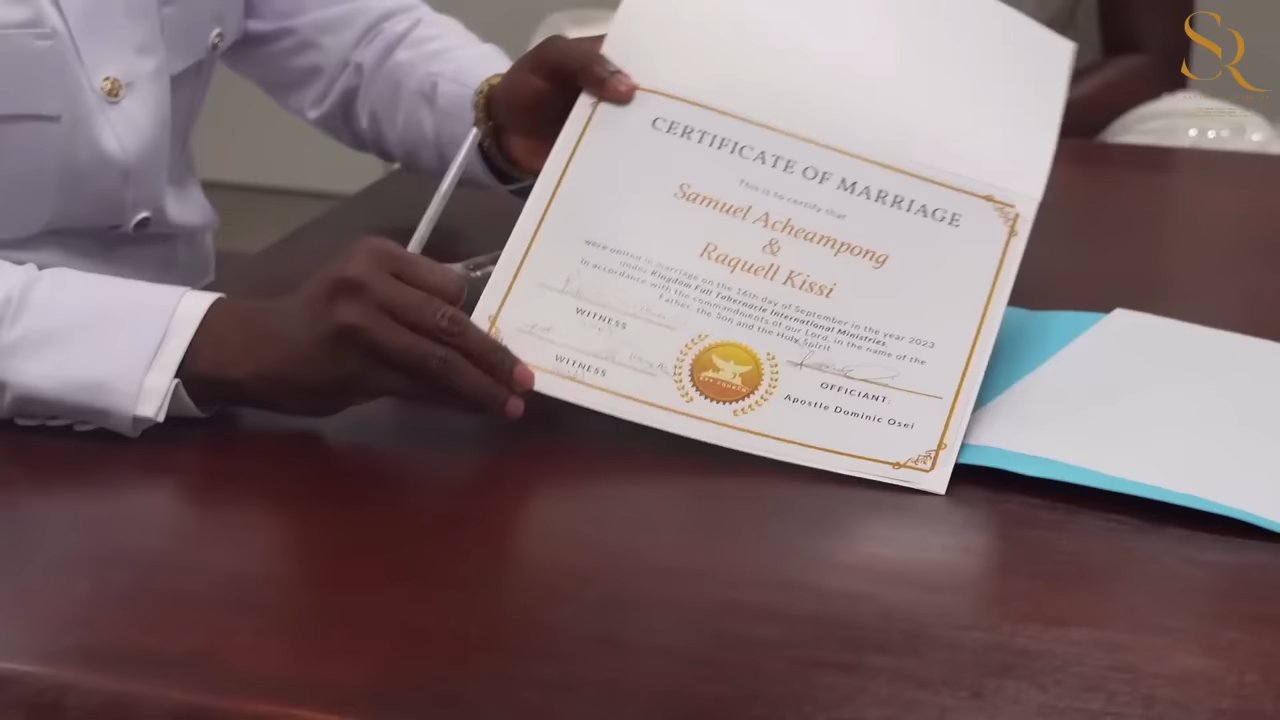 SR
CERTIFICATE OF MARRIAGE
This is to certify that
Samuel Acheampong
&
Raquell Kissi
were united in marriage on the 16th day of September in the year 2023
under Kingdom Full Tabernacle International Ministries,
in accordance with the commandments of our Lord, in the name of the
Father, the Son and the Holy Spirit
WITNESS
WITNESS
OFFICIANT:
Apostle Dominic Osei